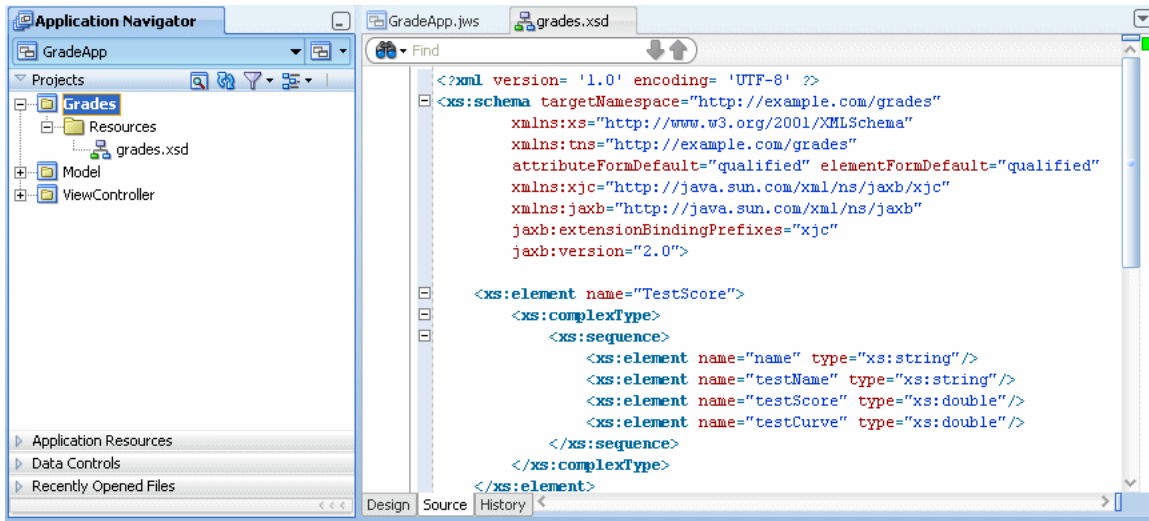 Application Navigator
GradeApp
Projects
Grades
Resources
grades.xsd
Model
ViewController
Application Resources
Data Controls
Recently Opened Files
GradeApp.jws
grades.xsd
Find
<?xml version= '1.0' encoding= 'UTF-8' ?>
<xs:schema targetNamespace="http://example.com/grades"
xmlns:xs="http://www.w3.org/2001/XMLSchema"
xmlns:tns="http://example.com/grades"
attributeFormDefault="qualified" elementFormDefault="qualified"
xmlns:xjc="http://java.sun.com/xml/ns/jaxb/xjc"
xmlns:jaxb="http://java.sun.com/xml/ns/jaxb"
jaxb:extensionBindingPrefixes="xjc"
jaxb:version="2.0">
<xs:element name="TestScore">
<xs:complexType>
<xs:sequence>
<xs:element name="name" type="xs:string"/>
<xs:element name="testName" type="xs:string"/>
<xs:element name="testScore" type="xs:double"/>
<xs:element name="testCurve" type="xs:double"/>
</xs:sequence>
</xs:complexType>
</xs:element>
Design Source History